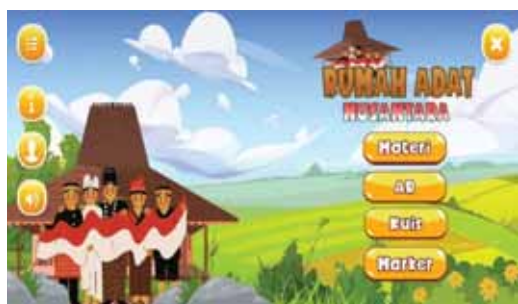 RUMAH ADAT
NUSANTARA
Materi
AR
Kuis
Marker